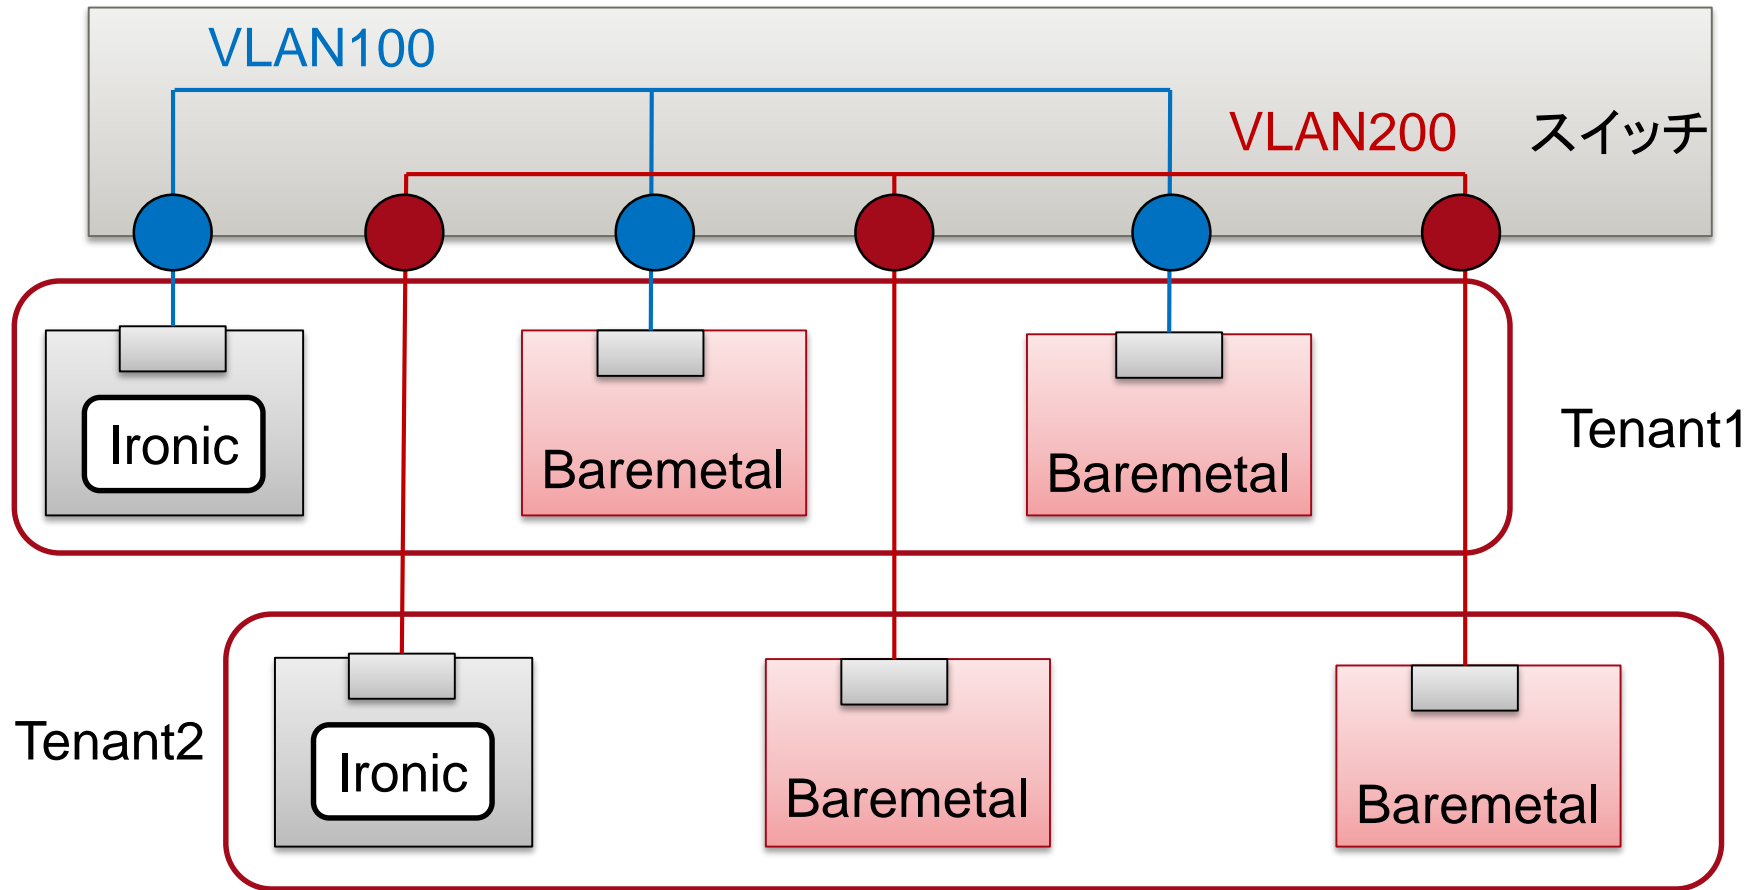 VLAN100
VLAN200
スイッチ
Ironic
Baremetal
Baremetal
Tenant1
Tenant2
Ironic
Baremetal
Baremetal